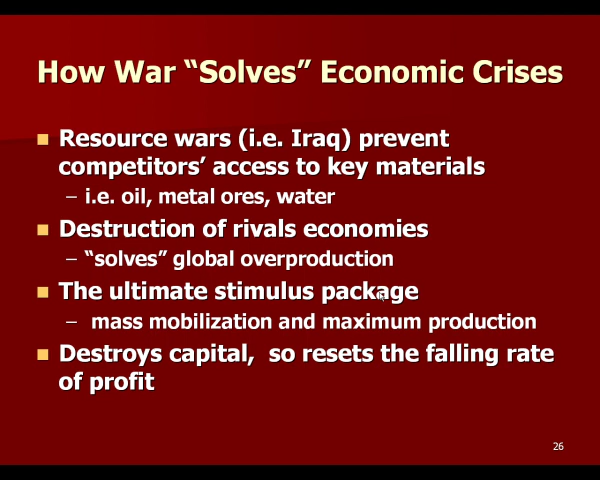 How War “Solves” Economic Crises
Resource wars (i.e. Iraq) prevent
competitors’ access to key materials
– i.e. oil, metal ores, water
Destruction of rivals economies
– “solves” global overproduction
The ultimate stimulus package
– mass mobilization and maximum production
Destroys capital,  so resets the falling rate
of profit
26